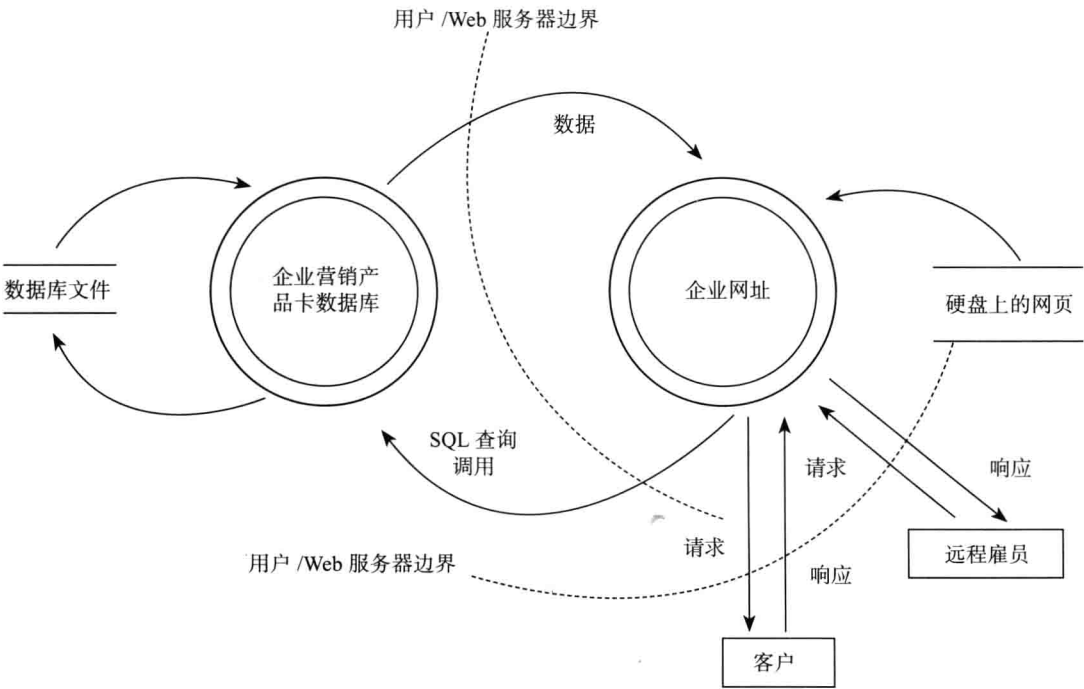 用户 /Web 服务器边界
数据
数据库文件
企业营销产
品卡数据库
企业网址
硬盘上的网页
SQL 查询
调用
请求
响应
请求
响应
远程雇员
用户 /Web 服务器边界
客户